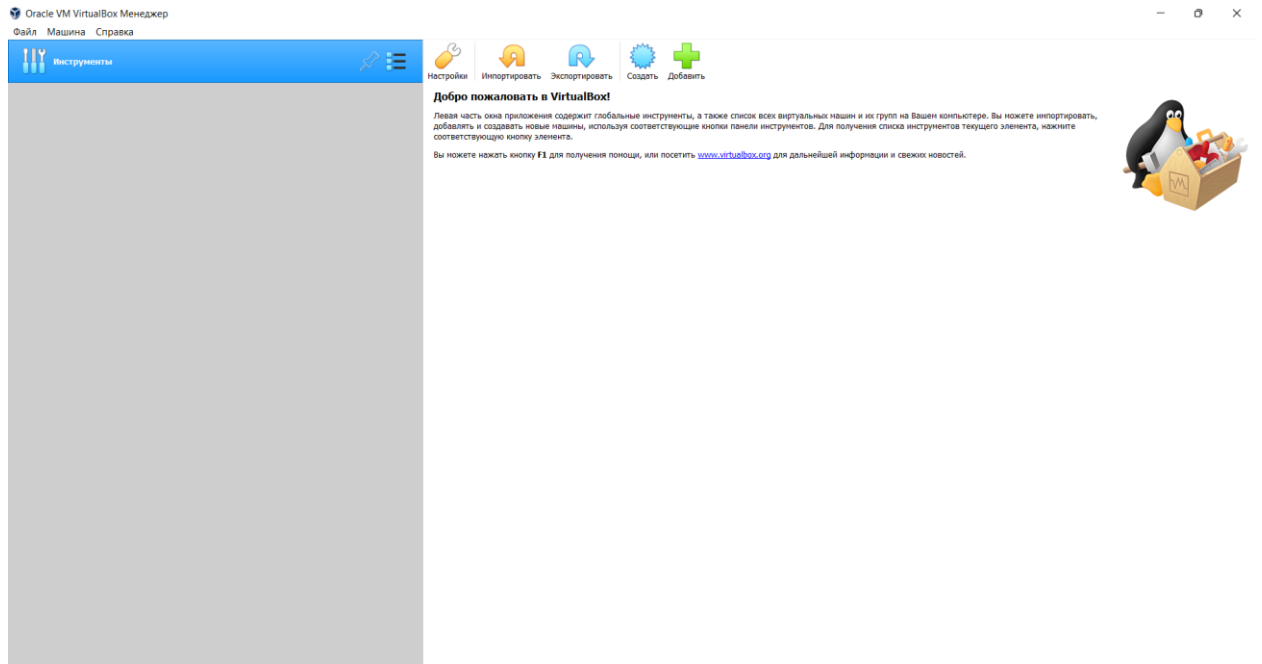 Oracle VM VirtualBox Менеджер
Файл Машина Справка
Инструменты
Настройки Импортировать Экспортировать Создать Добавить
Добро пожаловать в VirtualBox!
Левая часть окна приложения содержит глобальные инструменты, а также список всех виртуальных машин и их групп на Вашем компьютере. Вы можете импортировать,
добавлять и создавать новые машины, используя соответствующие кнопки панели инструментов. Для получения списка инструментов текущего элемента, нажмите
соответствующую кнопку элемента.
Вы можете нажать кнопку F1 для получения помощи, или посетить www.virtualbox.org для дальнейшей информации и свежих новостей.